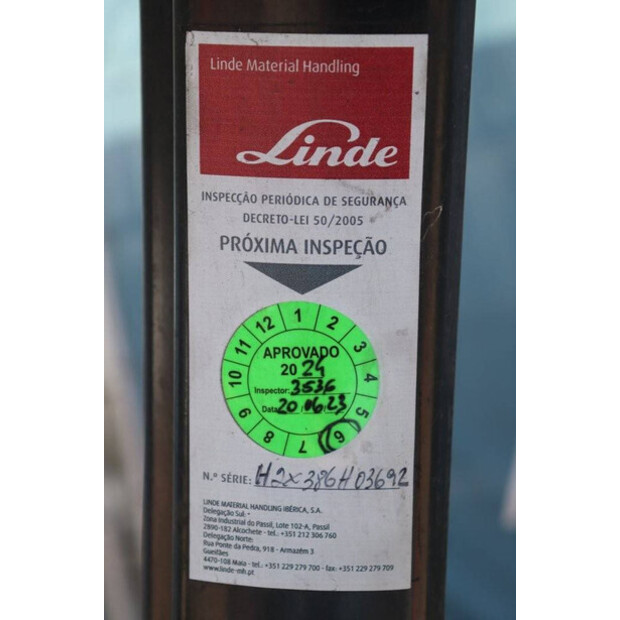 Linde Material Handling
Linde
INSPECÇÃO PERIÓDICA DE SEGURANÇA
DECRETO-LEI 50/2005
PRÓXIMA INSPEÇÃO
12 1 2
11 3
10 4
9 5
8 7 6
APROVADO
20 24
Inspector: 3536
Data: 20 / 06 / 23
N.º SÉRIE: H2X386H03692
LINDE MATERIAL HANDLING IBÉRICA, S.A.
Delegação Sul: -
Zona Industrial do Passil, Lote 102-A, Passil
2890-182 Alcochete - tel.: +351 212 306 760
Delegação Norte:
Rua Ponte da Pedra, 918 - Armazém 3
Gueifães
4470-108 Maia - tel.: +351 229 279 700 - fax: +351 229 279 709
www.linde-mh.pt